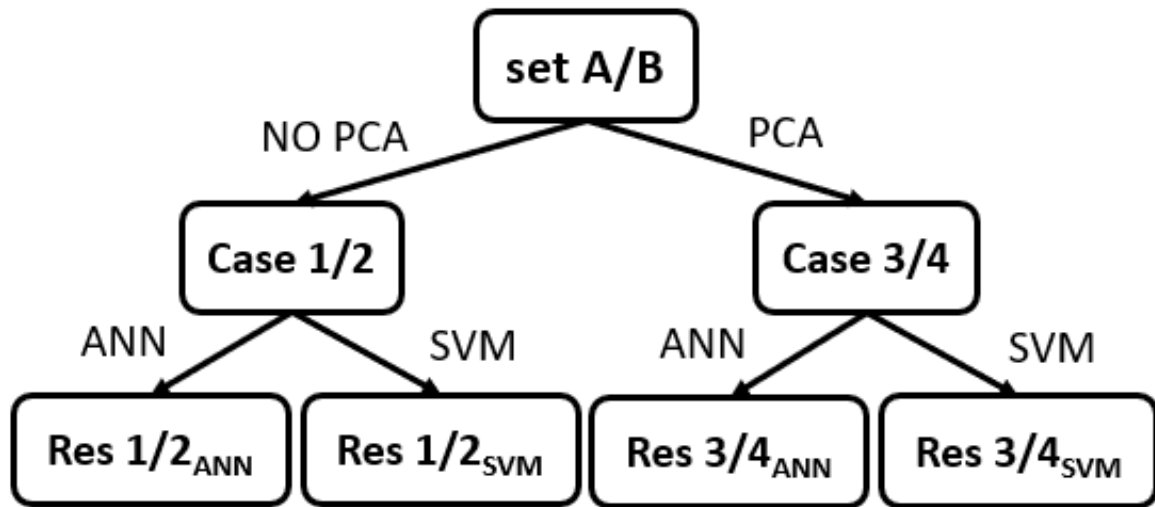 set A/B
NO PCA
PCA
Case 1/2
Case 3/4
ANN
SVM
ANN
SVM
Res 1/2ANN
Res 1/2SVM
Res 3/4ANN
Res 3/4SVM